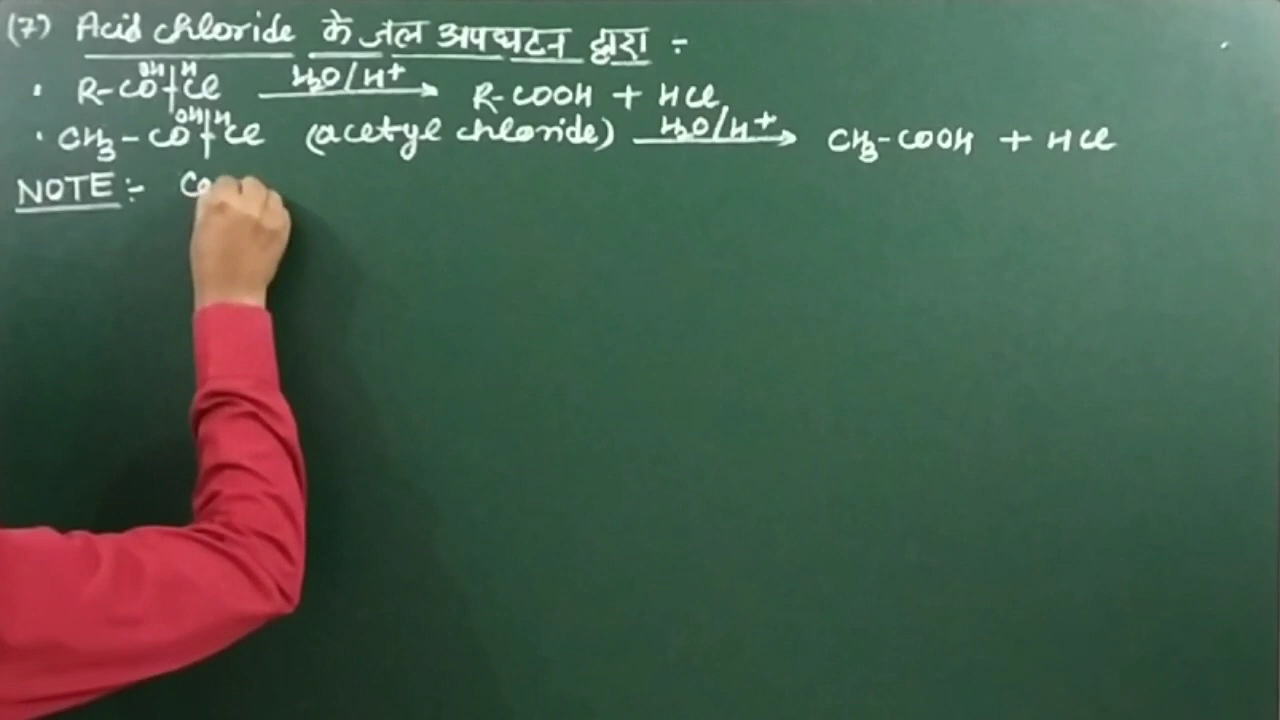 (7) Acid chloride के जल अपघटन द्वारा :-
OH H
• R-CO+Cl H2O/H+ → R-COOH + HCl
OH H
• CH3-CO+Cl (acetyl chloride) H2O/H+ → CH3-COOH + HCl
NOTE :-